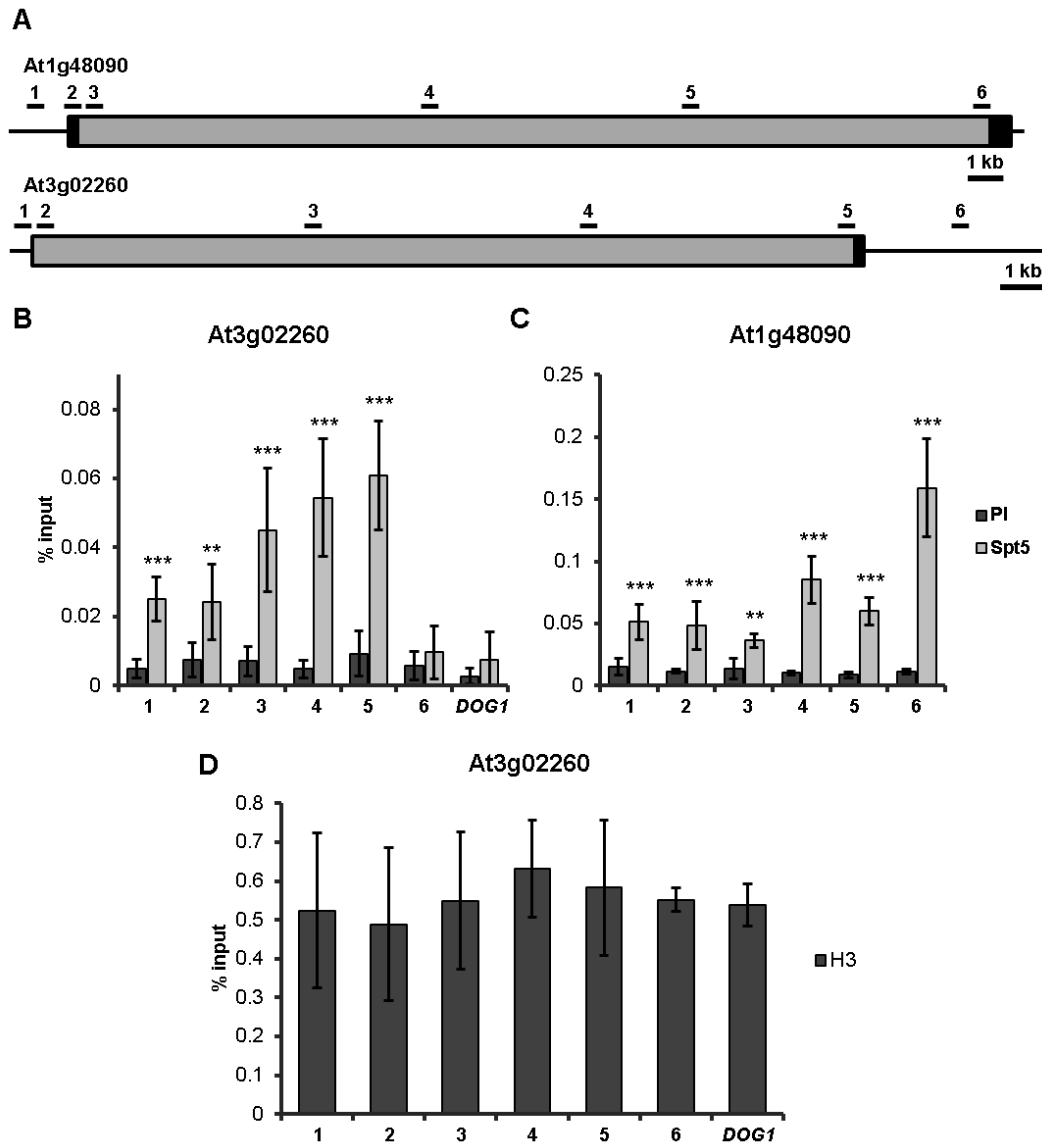 A
At1g48090
1 2 3 4 5 6
1 kb
At3g02260
1 2 3 4 5 6
1 kb
B
At3g02260
% input
0.08
0.06
0.04
0.02
0
***
**
***
***
***
1 2 3 4 5 6 DOG1
C
At1g48090
0.25
0.2
0.15
0.1
0.05
0
***
***
**
***
***
***
1 2 3 4 5 6
PI
Spt5
D
At3g02260
% input
0.8
0.7
0.6
0.5
0.4
0.3
0.2
0.1
0
1 2 3 4 5 6 DOG1
H3